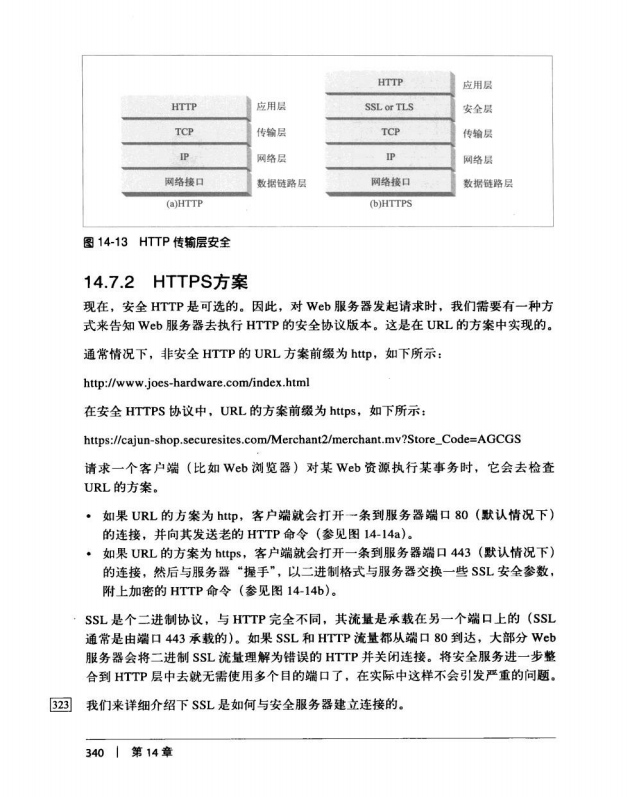 HTTP 应用层
HTTP 应用层 SSL or TLS 安全层
TCP 传输层 TCP 传输层
IP 网络层 IP 网络层
网络接口 数据链路层 网络接口 数据链路层
(a)HTTP (b)HTTPS
图 14-13 HTTP 传输层安全
14.7.2 HTTPS方案
现在，安全 HTTP 是可选的。因此，对 Web 服务器发起请求时，我们需要有一种方
式来告知 Web 服务器去执行 HTTP 的安全协议版本。这是在 URL 的方案中实现的。
通常情况下，非安全 HTTP 的 URL 方案前缀为 http，如下所示：
http://www.joes-hardware.com/index.html
在安全 HTTPS 协议中，URL 的方案前缀为 https，如下所示：
https://cajun-shop.securesites.com/Merchant2/merchant.mv?Store_Code=AGCGS
请求一个客户端（比如 Web 浏览器）对某 Web 资源执行某事务时，它会去检查
URL 的方案。
• 如果 URL 的方案为 http，客户端就会打开一条到服务器端口 80（默认情况下）
的连接，并向其发送老的 HTTP 命令（参见图 14-14a）。
• 如果 URL 的方案为 https，客户端就会打开一条到服务器端口 443（默认情况下）
的连接，然后与服务器“握手”，以二进制格式与服务器交换一些 SSL 安全参数，
附上加密的 HTTP 命令（参见图 14-14b）。
SSL 是个二进制协议，与 HTTP 完全不同，其流量是承载在另一个端口上的（SSL
通常是由端口 443 承载的）。如果 SSL 和 HTTP 流量都从端口 80 到达，大部分 Web
服务器会将二进制 SSL 流量理解为错误的 HTTP 并关闭连接。将安全服务进一步整
合到 HTTP 层中去就无需使用多个目的端口了，在实际中这样不会引发严重的问题。
323 我们来详细介绍下 SSL 是如何与安全服务器建立连接的。
340 | 第 14 章